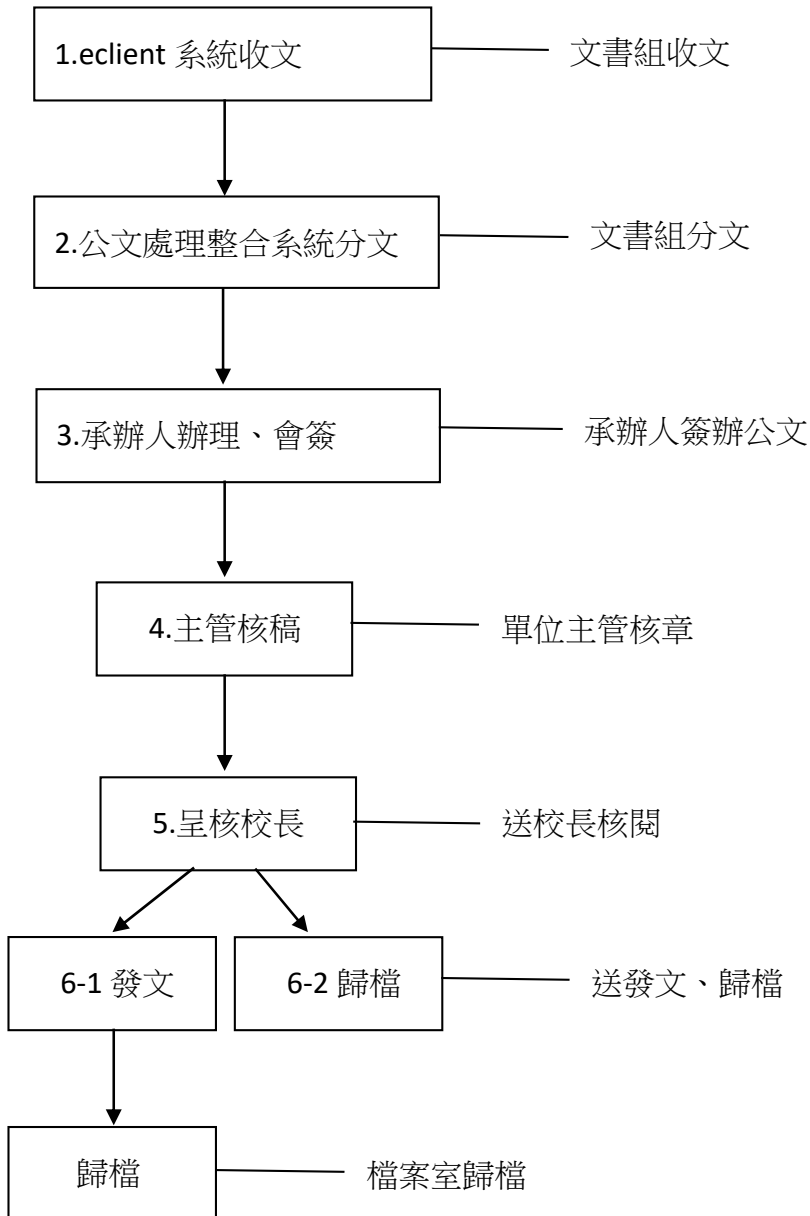 1.eclient 系統收文
文書組收文
2.公文處理整合系統分文
文書組分文
3.承辦人辦理、會簽
承辦人簽辦公文
4.主管核稿
單位主管核章
5.呈核校長
送校長核閱
6-1 發文
6-2 歸檔
送發文、歸檔
歸檔
檔案室歸檔